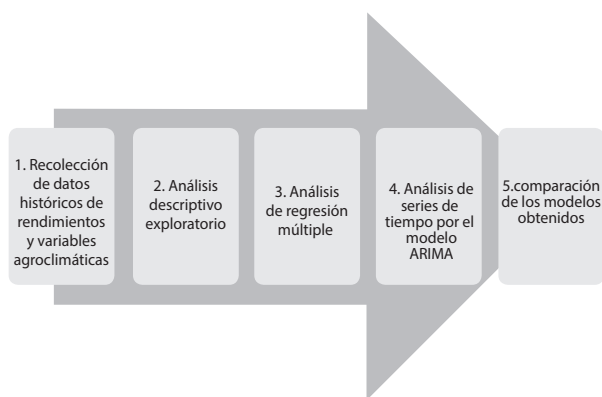 1. Recolección
de datos
históricos de
rendimientos
y variables
agroclimáticas
2. Análisis
descriptivo
exploratorio
3. Análisis
de regresión
múltiple
4. Análisis de
series de
tiempo por el
modelo
ARIMA
5.comparación
de los modelos
obtenidos